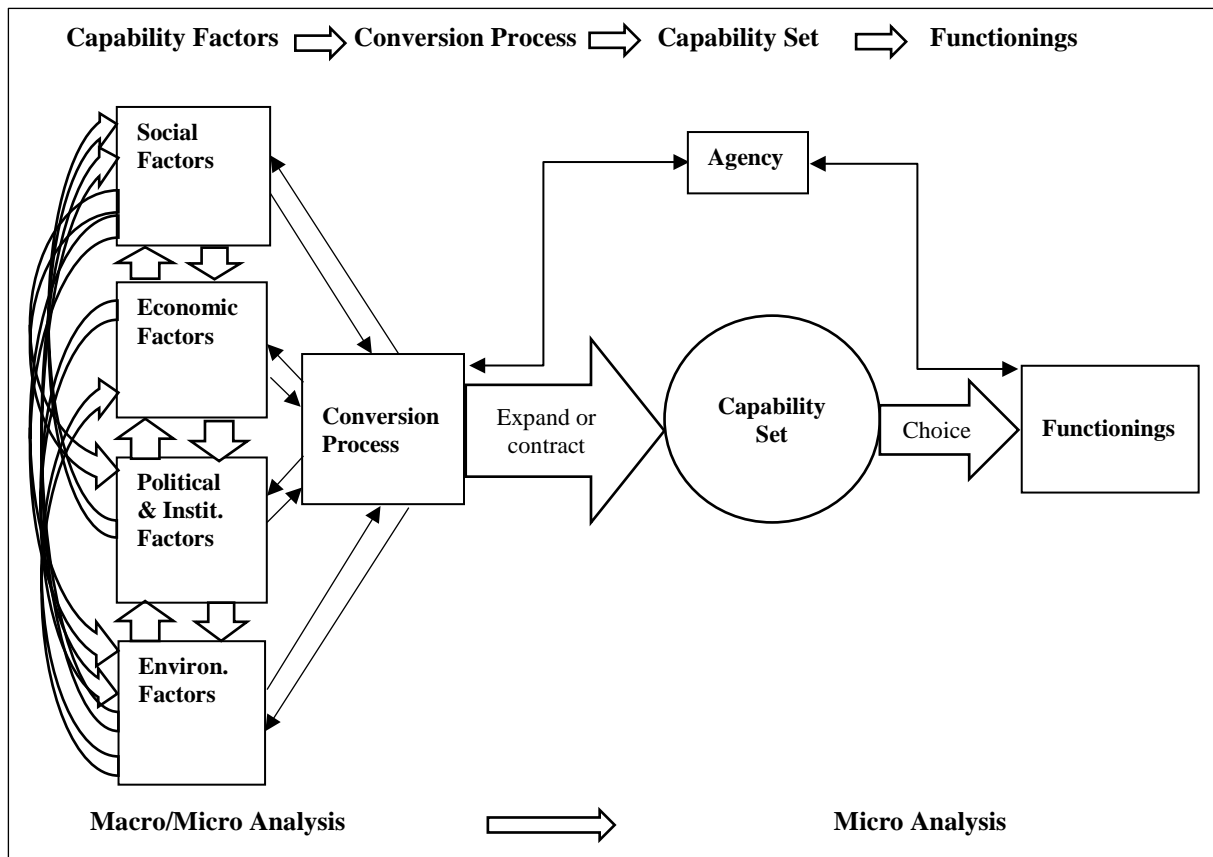 Capability Factors Conversion Process Capability Set Functionings
Social
Factors
Agency
Economic
Factors
Conversion
Process
Expand or
contract
Capability
Set
Choice
Functionings
Political
& Instit.
Factors
Environ.
Factors
Macro/Micro Analysis Micro Analysis